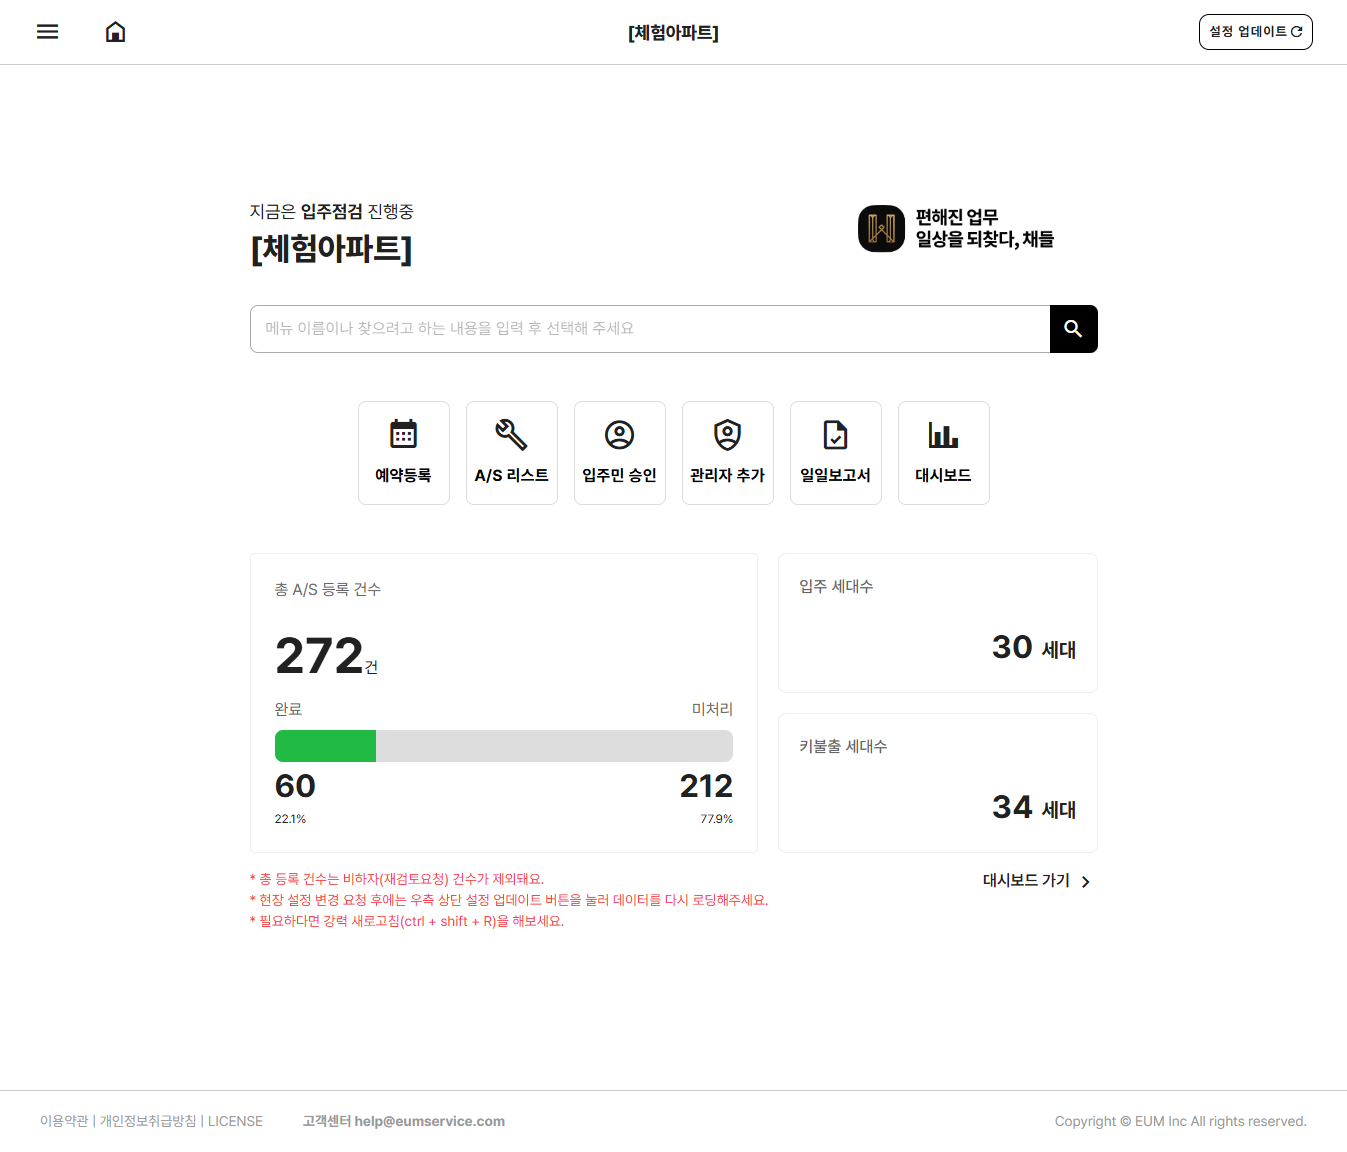 [체험아파트]
설정 업데이트
지금은 입주점검 진행중
[체험아파트]
편해진 업무
일상을 되찾다, 채들
메뉴 이름이나 찾으려고 하는 내용을 입력 후 선택해 주세요
예약등록
A/S 리스트
입주민 승인
관리자 추가
일일보고서
대시보드
총 A/S 등록 건수
272건
완료
미처리
60
212
22.1%
77.9%
입주 세대수
30 세대
키불출 세대수
34 세대
* 총 등록 건수는 비하자(재검토요청) 건수가 제외돼요.
* 현장 설정 변경 요청 후에는 우측 상단 설정 업데이트 버튼을 눌러 데이터를 다시 로딩해주세요.
* 필요하다면 강력 새로고침(ctrl + shift + R)을 해보세요.
대시보드 가기
이용약관 | 개인정보취급방침 | LICENSE
고객센터 help@eumservice.com
Copyright © EUM Inc All rights reserved.